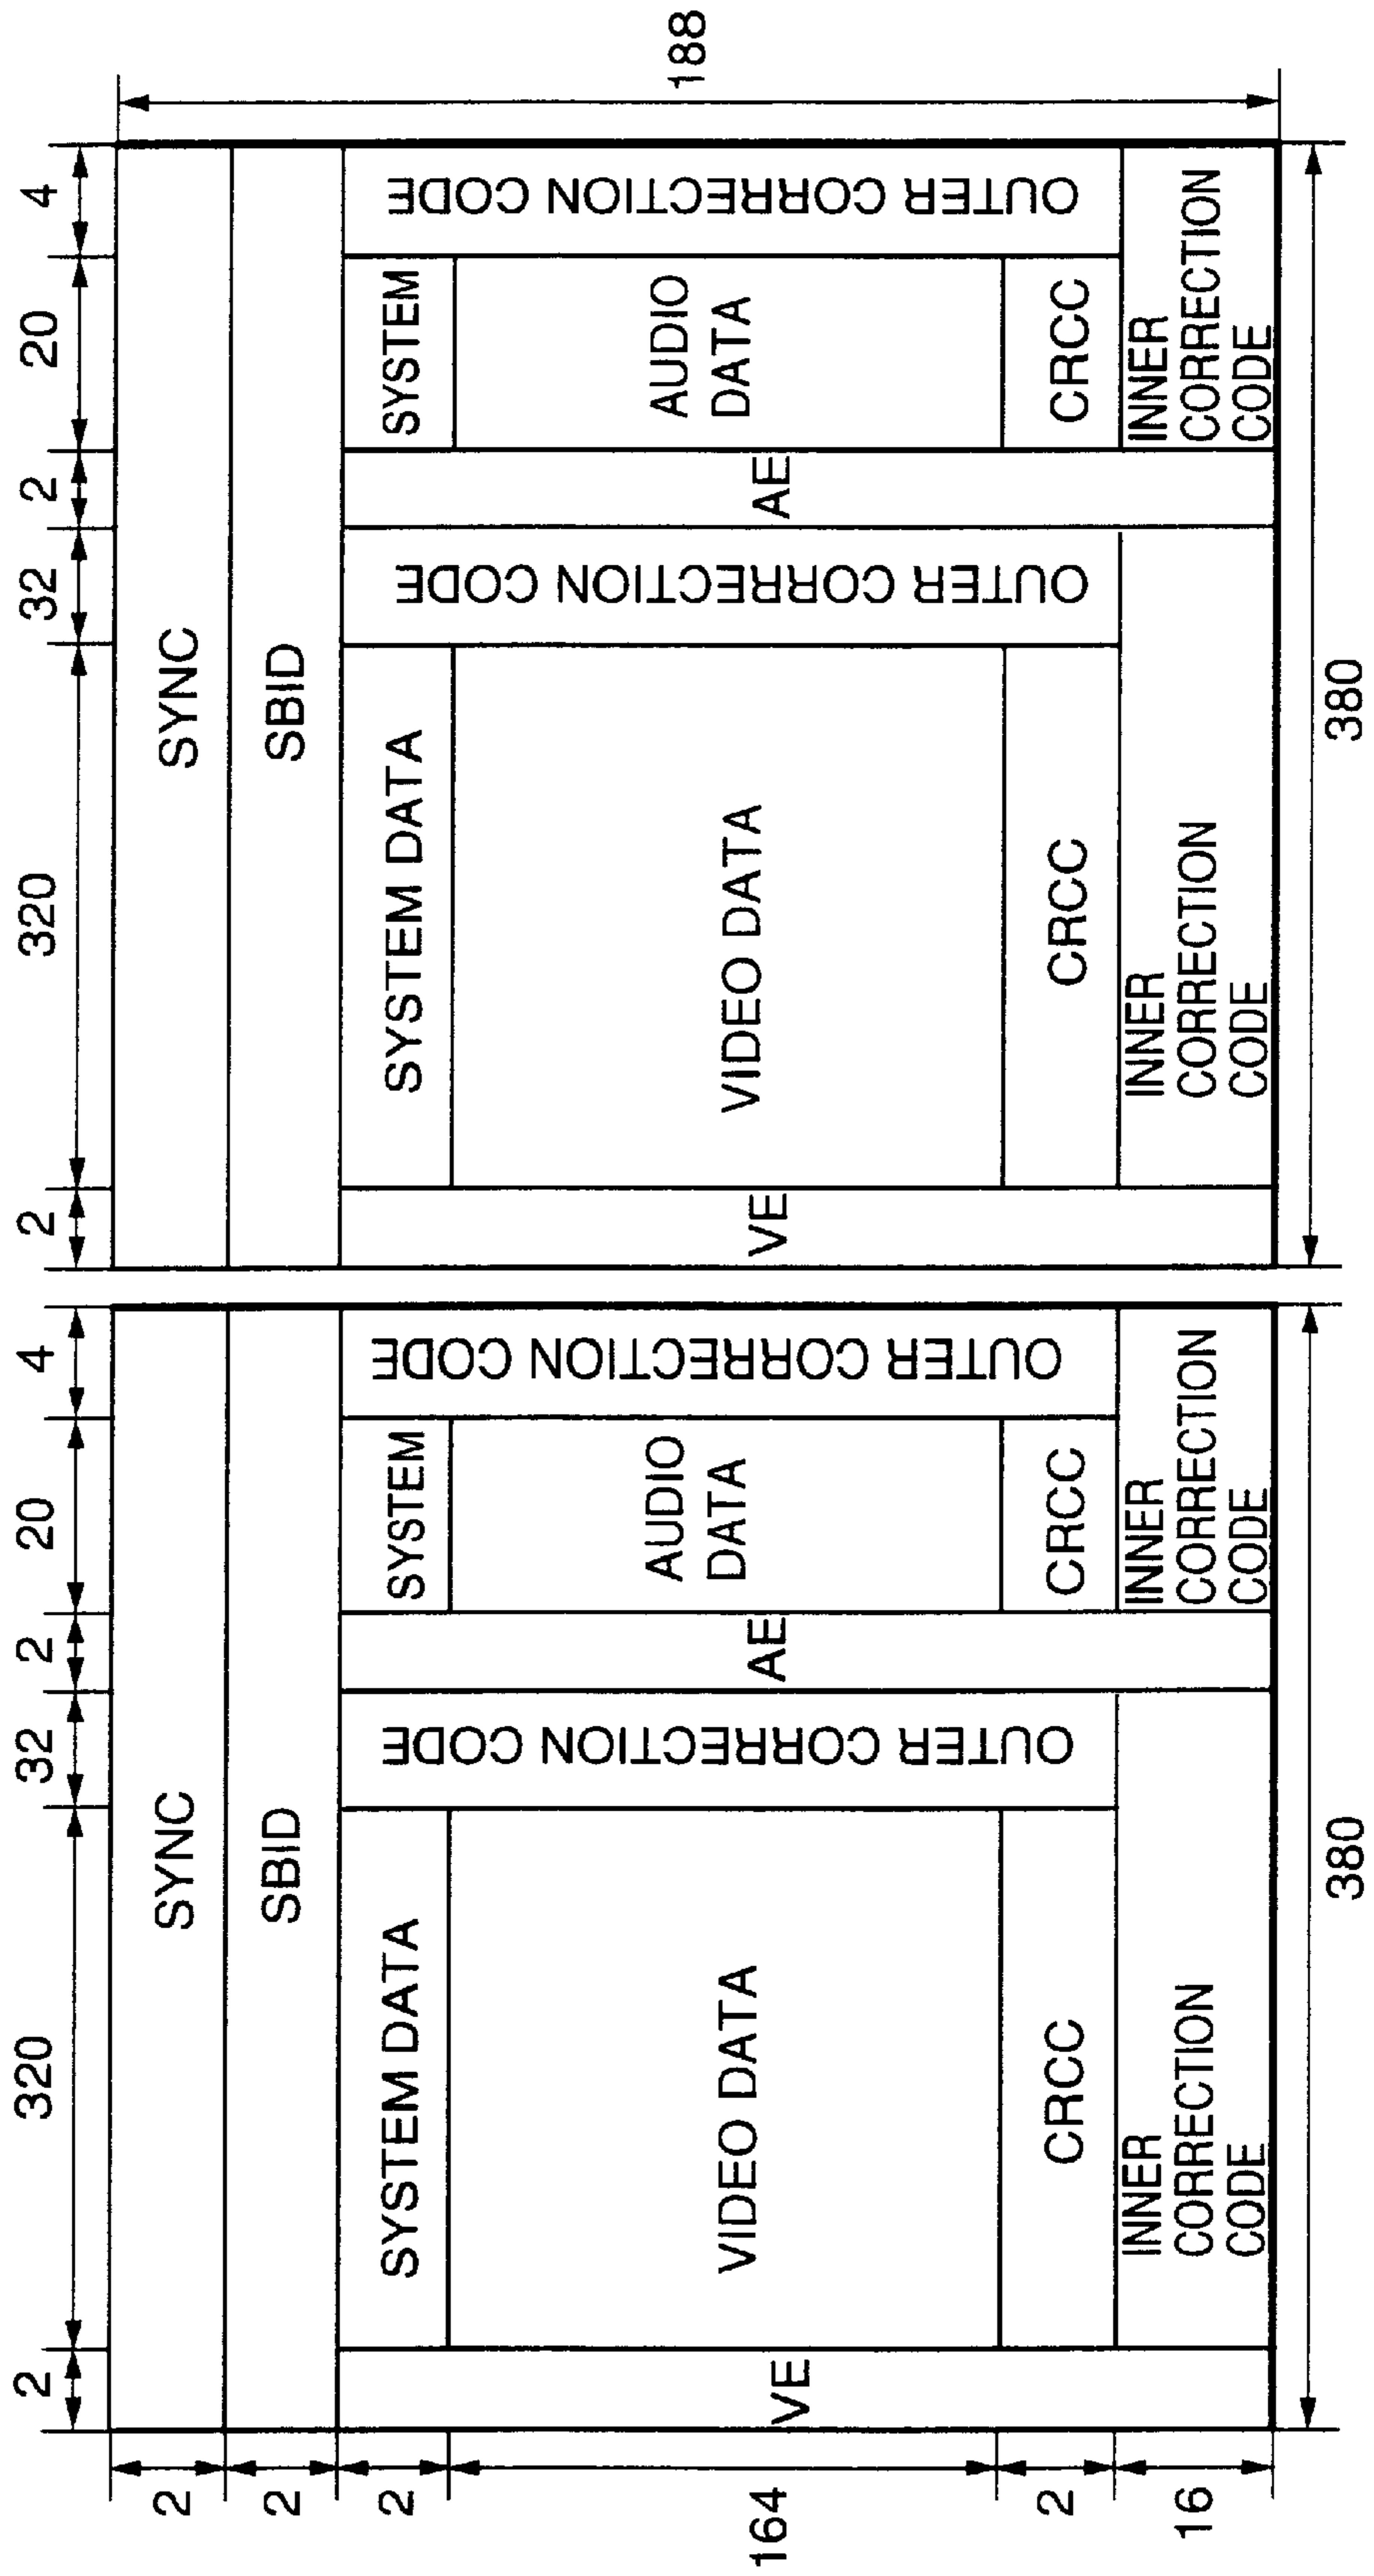 2
320
32
2
20
4
2
320
32
2
20
4
2
2
2
164
2
16
SYNC
SBID
VE
SYSTEM DATA
VIDEO DATA
CRCC
INNER
CORRECTION
CODE
OUTER CORRECTION CODE
AE
SYSTEM
AUDIO
DATA
CRCC
INNER
CORRECTION
CODE
OUTER CORRECTION CODE
380
SYNC
SBID
VE
SYSTEM DATA
VIDEO DATA
CRCC
INNER
CORRECTION
CODE
OUTER CORRECTION CODE
AE
SYSTEM
AUDIO
DATA
CRCC
INNER
CORRECTION
CODE
OUTER CORRECTION CODE
380
188